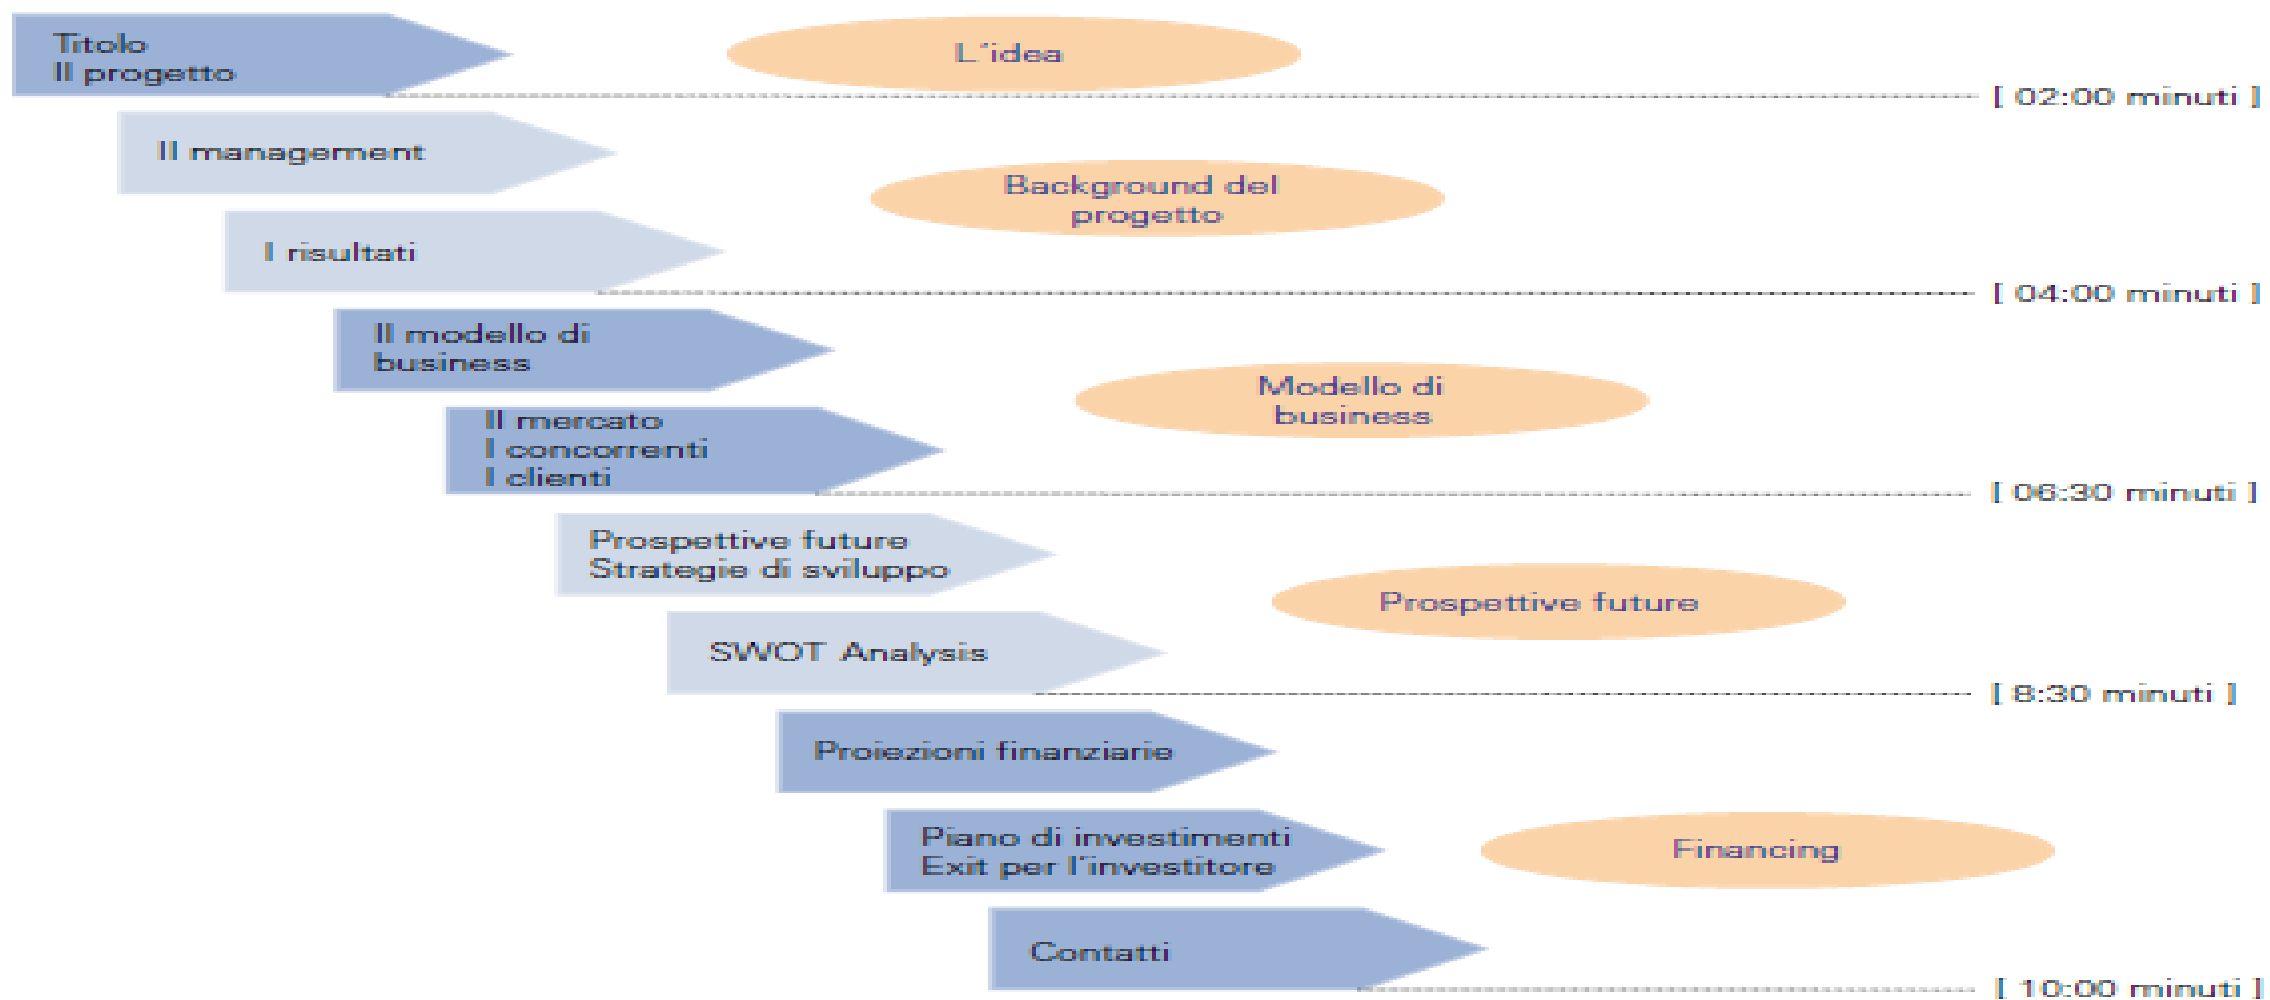 Titolo
Il progetto
L´idea
[ 02:00 minuti ]
Il management
Background del
progetto
I risultati
[ 04:00 minuti ]
Il modello di
business
Modello di
business
Il mercato
I concorrenti
I clienti
[ 06:30 minuti ]
Prospettive future
Strategie di sviluppo
Prospettive future
SWOT Analysis
[ 8:30 minuti ]
Proiezioni finanziarie
Piano di investimenti
Exit per l´investitore
Financing
Contatti
[ 10:00 minuti ]